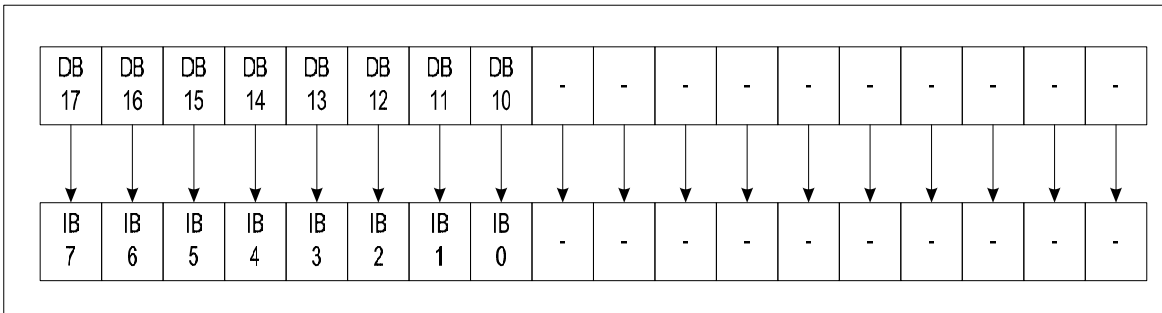 DB DB DB DB DB DB DB DB
17 16 15 14 13 12 11 10 - - - - - - - - - -
IB IB IB IB IB IB IB IB
7 6 5 4 3 2 1 0 - - - - - - - - - -